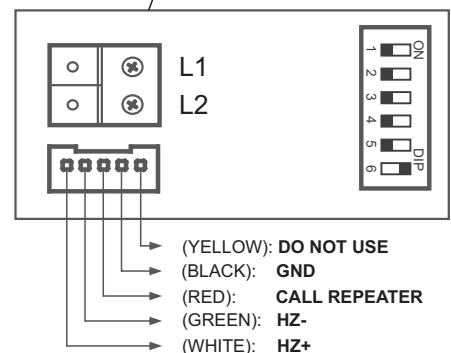 L1
L2
ON
1
2
3
4
5
6
DIP
(YELLOW): DO NOT USE
(BLACK): GND
(RED): CALL REPEATER
(GREEN): HZ-
(WHITE): HZ+